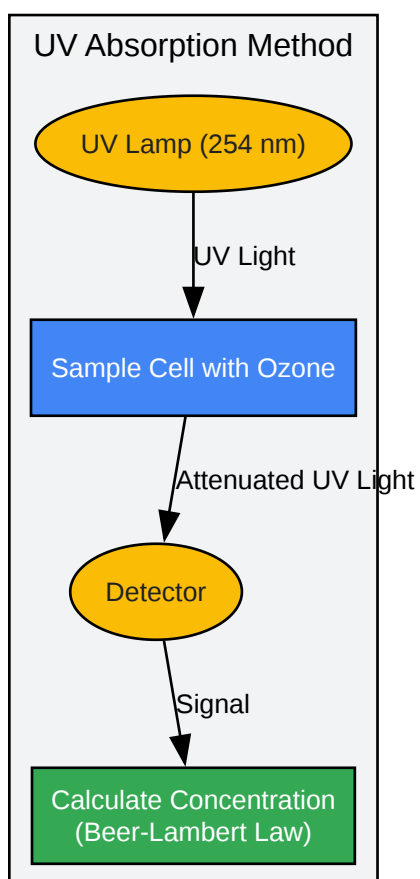 UV Absorption Method
UV Lamp (254 nm)
UV Light
Sample Cell with Ozone
Attenuated UV Light
Detector
Signal
Calculate Concentration
(Beer-Lambert Law)